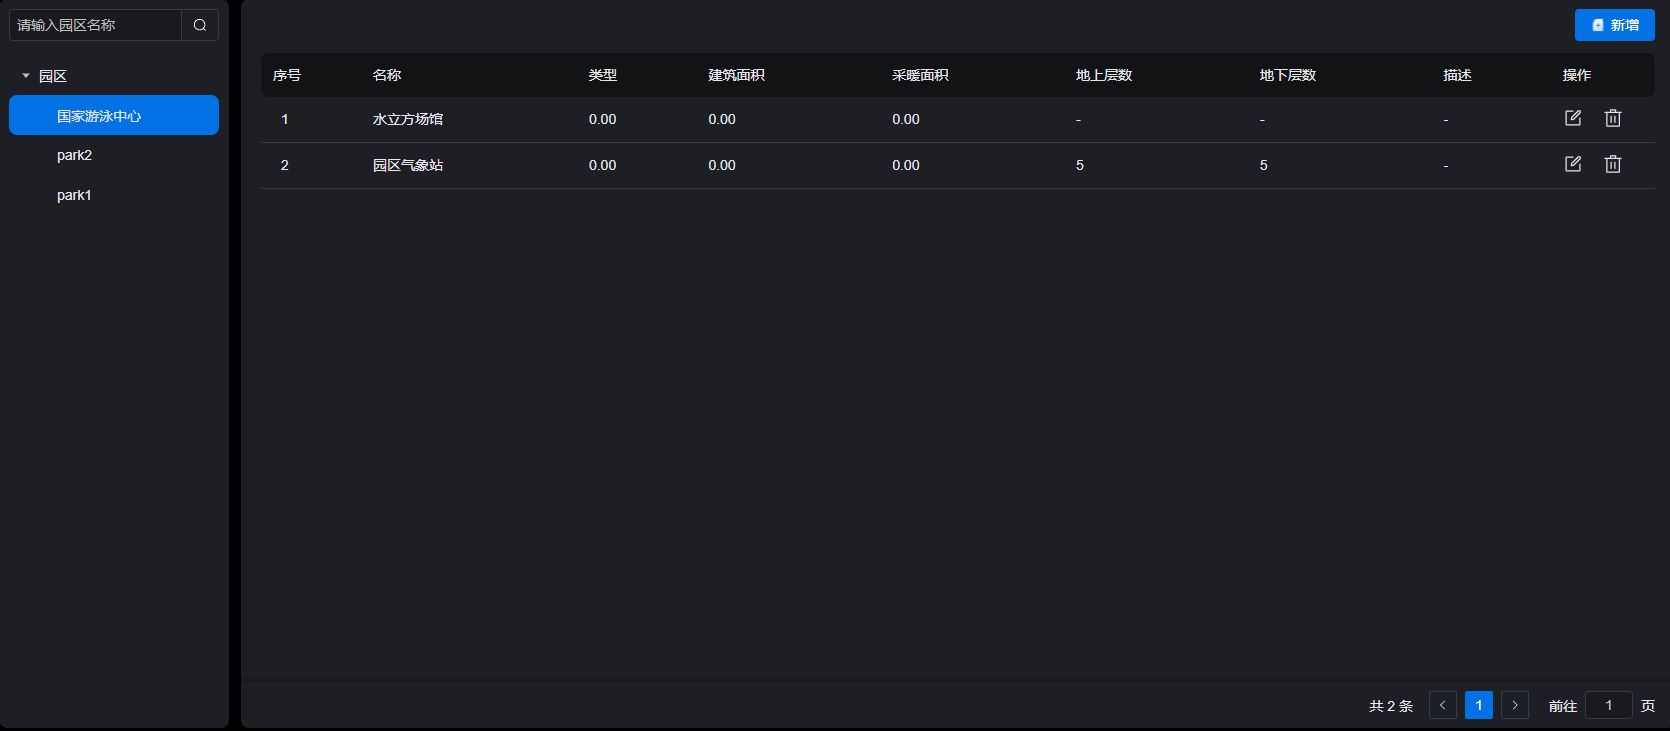 请输入园区名称
园区
国家游泳中心
park2
park1
新增
序号 名称 类型 建筑面积 采暖面积 地上层数 地下层数 描述 操作
1 水立方场馆 0.00 0.00 0.00 - - -
2 园区气象站 0.00 0.00 0.00 5 5 -
共 2 条 1 前往 1 页